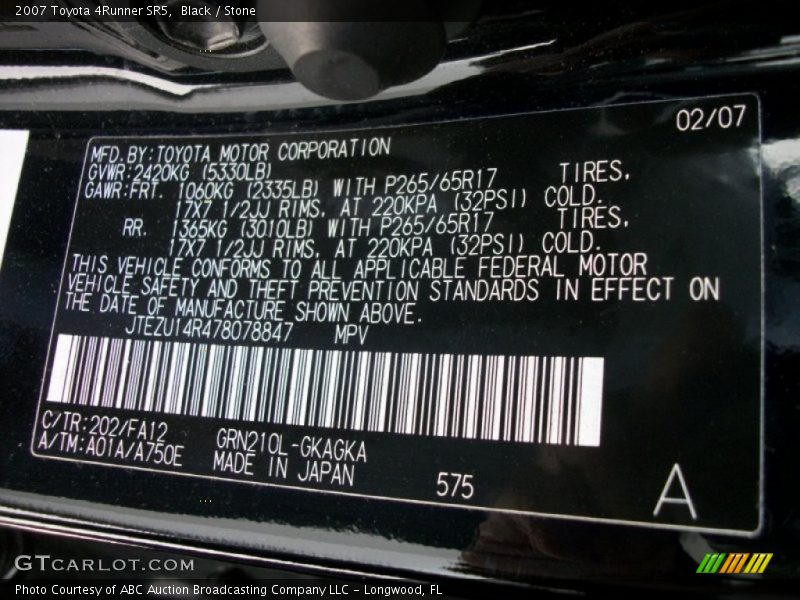 2007 Toyota 4Runner SR5, Black / Stone
02/07
MFD.BY:TOYOTA MOTOR CORPORATION
GVWR:2420KG (5330LB)
GAWR:FRT. 1060KG (2335LB) WITH P265/65R17 TIRES,
17X7 1/2JJ RIMS, AT 220KPA (32PSI) COLD.
RR. 1365KG (3010LB) WITH P265/65R17 TIRES,
17X7 1/2JJ RIMS, AT 220KPA (32PSI) COLD.
THIS VEHICLE CONFORMS TO ALL APPLICABLE FEDERAL MOTOR
VEHICLE SAFETY AND THEFT PREVENTION STANDARDS IN EFFECT ON
THE DATE OF MANUFACTURE SHOWN ABOVE.
JTEZU14R478078847 MPV
C/TR:202/FA12 GRN210L-GKAGKA
A/TM:A01A/A750E MADE IN JAPAN 575
A
GTCARLOT.COM
Photo Courtesy of ABC Auction Broadcasting Company LLC - Longwood, FL